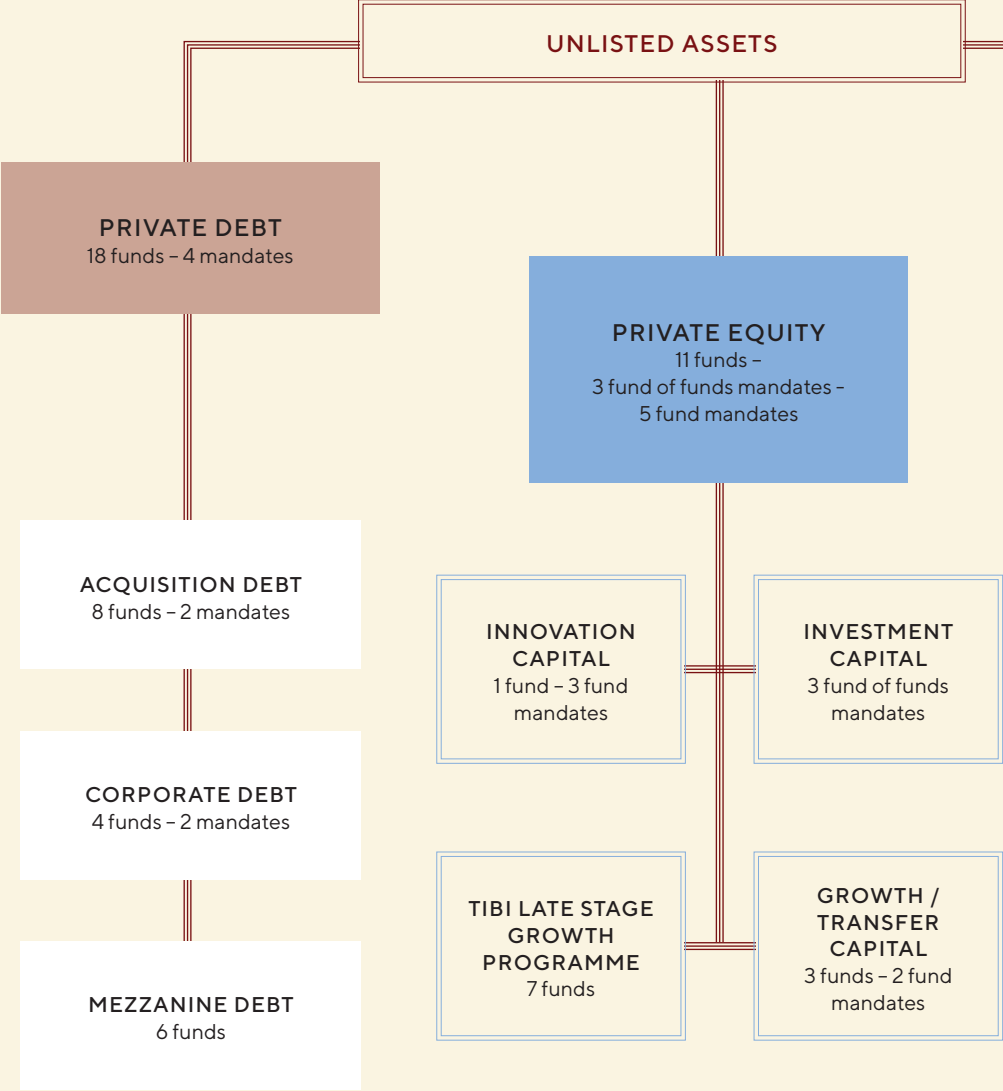 UNLISTED ASSETS
PRIVATE DEBT
18 funds – 4 mandates
PRIVATE EQUITY
11 funds –
3 fund of funds mandates -
5 fund mandates
ACQUISITION DEBT
8 funds – 2 mandates
CORPORATE DEBT
4 funds – 2 mandates
MEZZANINE DEBT
6 funds
INNOVATION
CAPITAL
1 fund – 3 fund
mandates
INVESTMENT
CAPITAL
3 fund of funds
mandates
TIBI LATE STAGE
GROWTH
PROGRAMME
7 funds
GROWTH /
TRANSFER
CAPITAL
3 funds – 2 fund
mandates